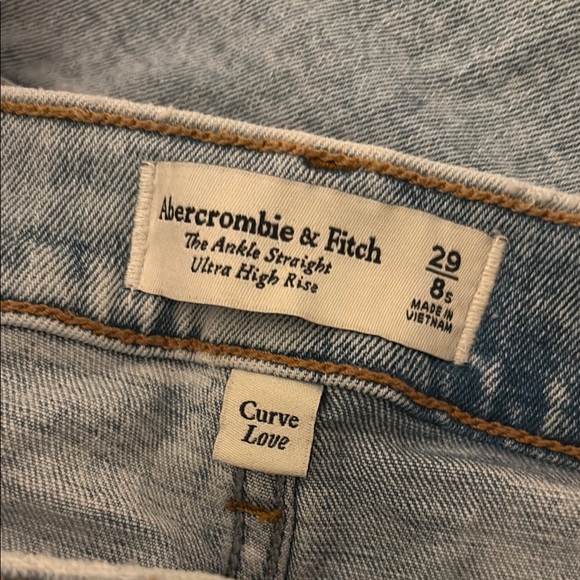 Abercrombie & Fitch
The Ankle Straight
Ultra High Rise
29
8s
MADE IN
VIETNAM
Curve
Love